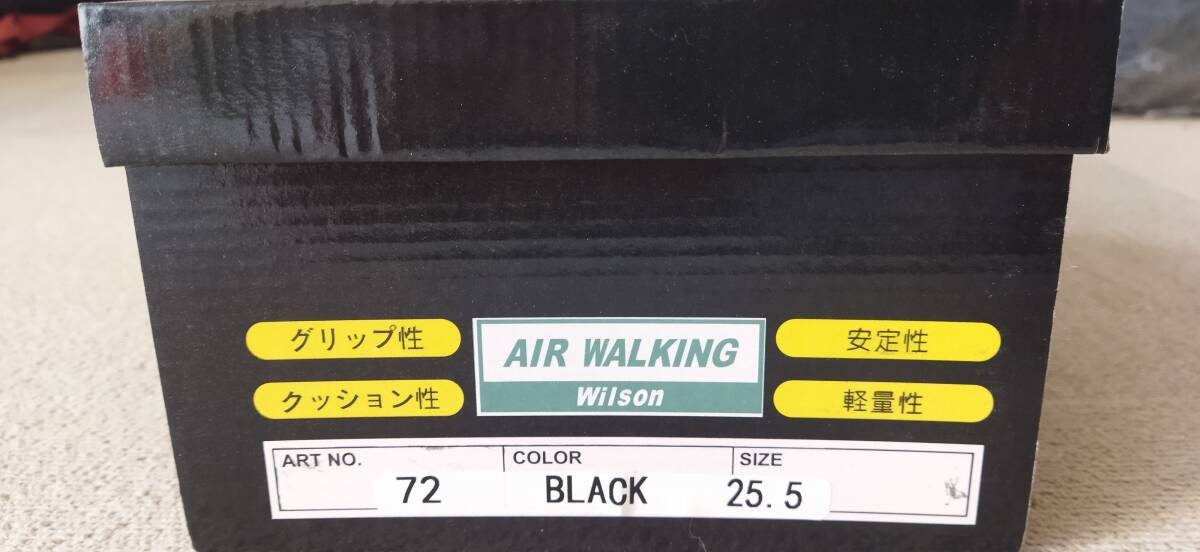 グリップ性
クッション性
AIR WALKING
Wilson
安定性
軽量性
ART NO. COLOR SIZE
72 BLACK 25.5